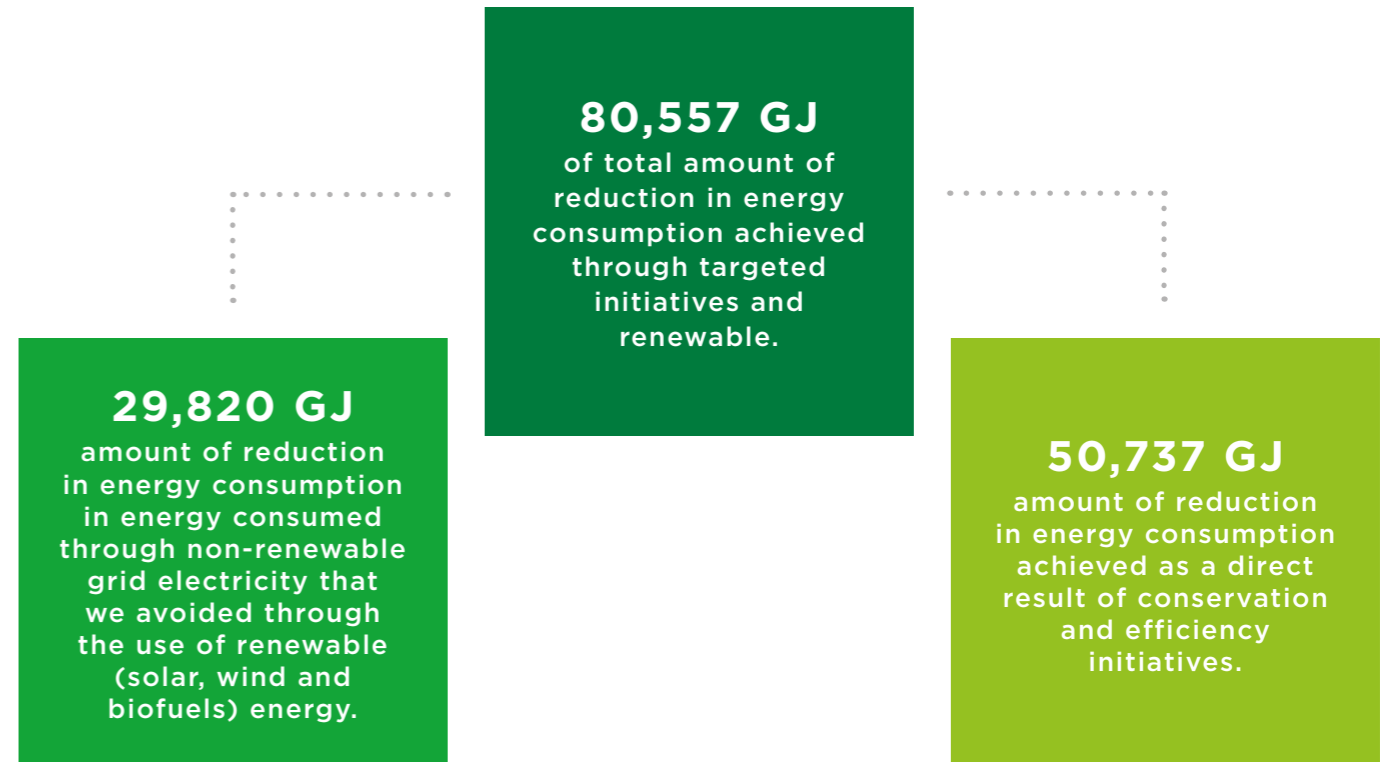 80,557 GJ
of total amount of
reduction in energy
consumption achieved
through targeted
initiatives and
renewable.
29,820 GJ
amount of reduction
in energy consumption
in energy consumed
through non-renewable
grid electricity that
we avoided through
the use of renewable
(solar, wind and
biofuels) energy.
50,737 GJ
amount of reduction
in energy consumption
achieved as a direct
result of conservation
and efficiency
initiatives.